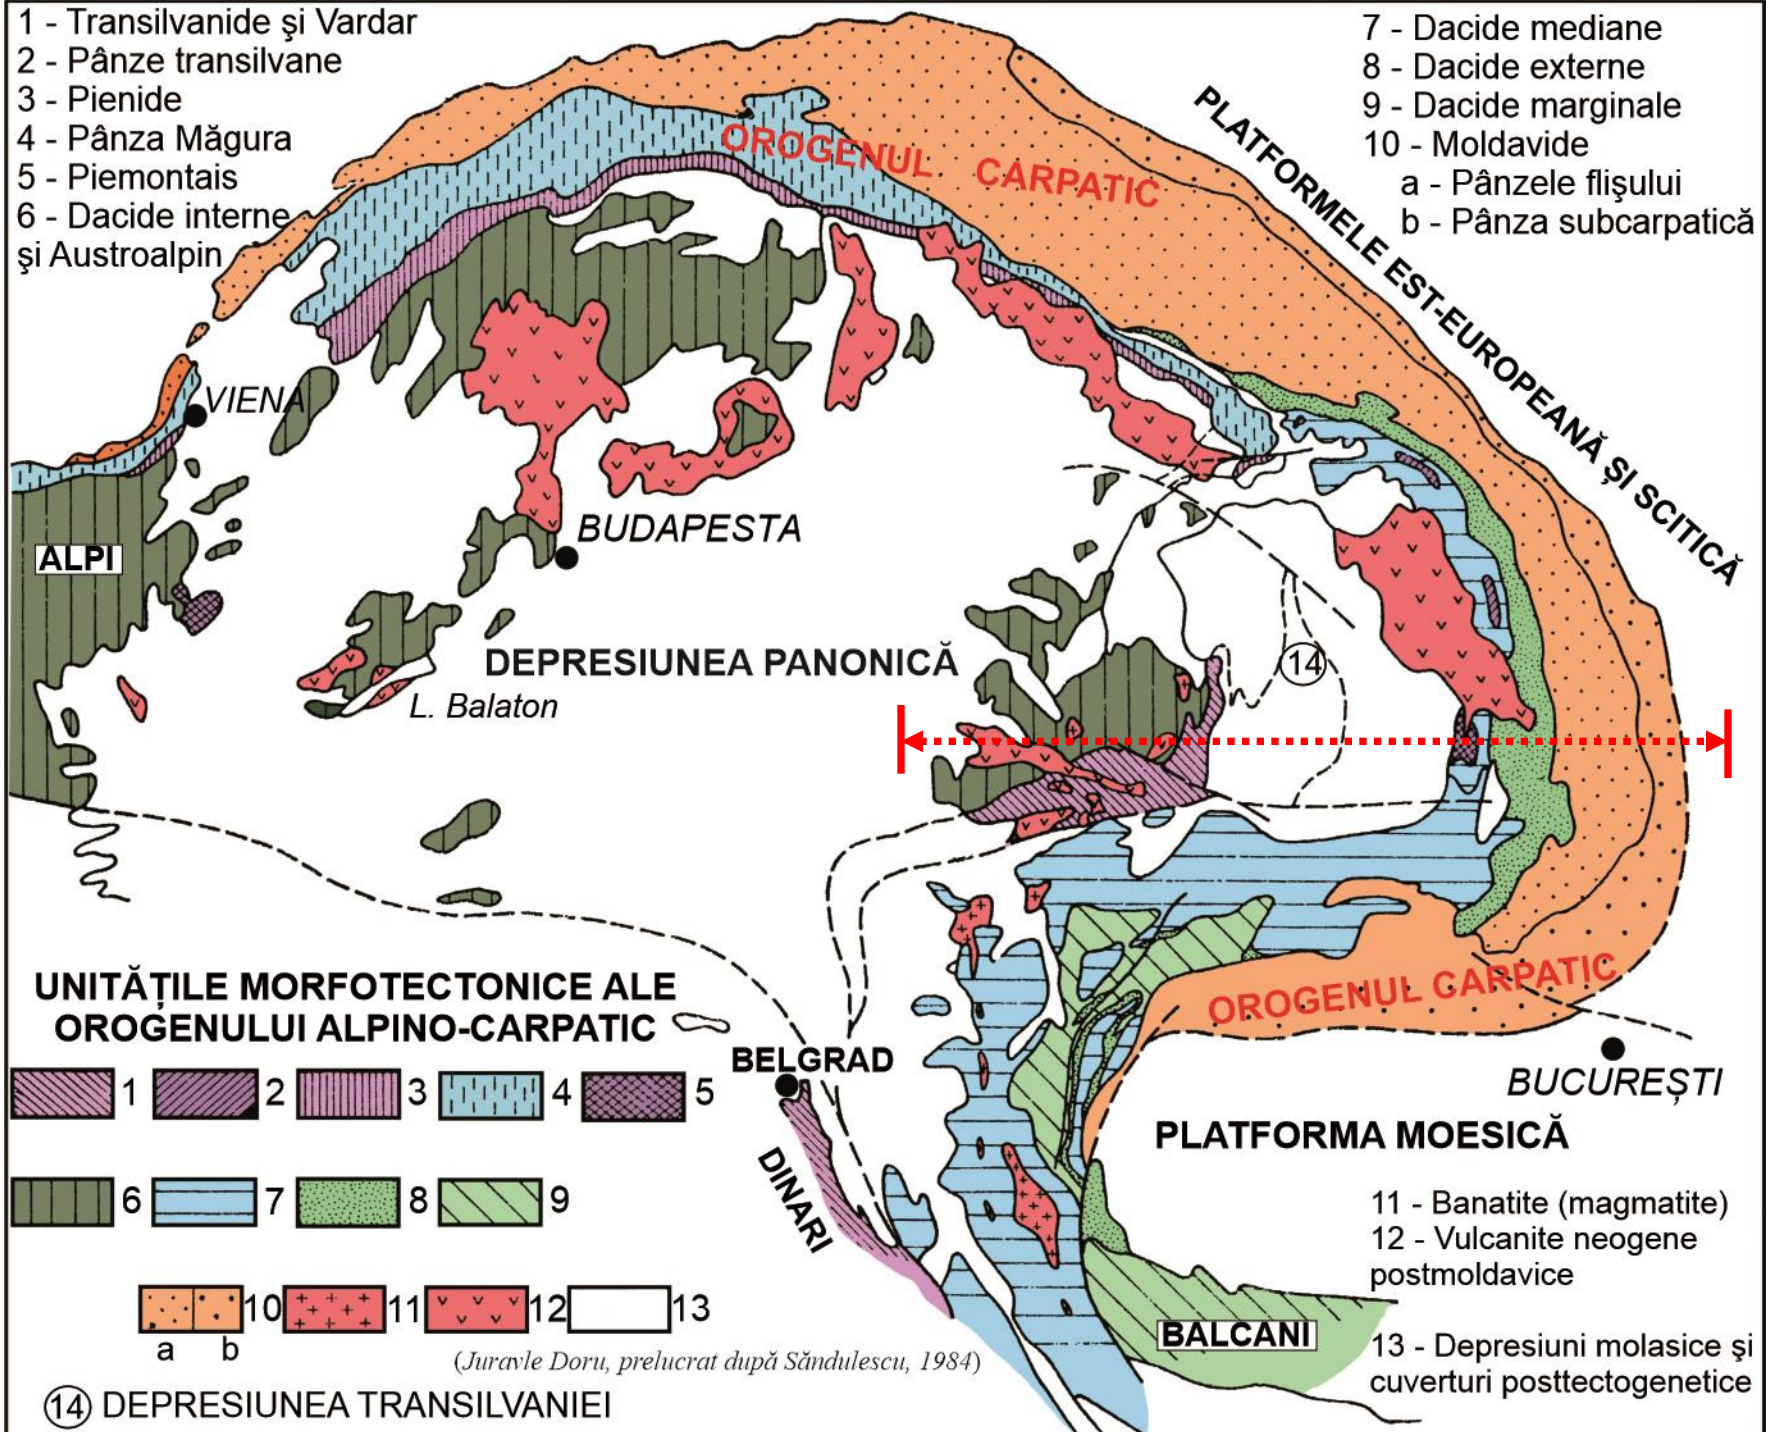 1 - Transilvanide şi Vardar
2 - Pânze transilvane
3 - Pienide
4 - Pânza Măgura
5 - Piemontais
6 - Dacide interne
şi Austroalpin
7 - Dacide mediane
8 - Dacide externe
9 - Dacide marginale
10 - Moldavide
a - Pânzele flişului
b - Pânza subcarpatică
OROGENUL CARPATIC
PLATFORMELE EST-EUROPEANĂ ȘI SCITICĂ
VIENA
BUDAPESTA
ALPI
DEPRESIUNEA PANONICĂ
L. Balaton
14
OROGENUL CARPATIC
BUCUREȘTI
BELGRAD
PLATFORMA MOESICĂ
DINARI
BALCANI
UNITĂȚILE MORFOTECTONICE ALE
OROGENULUI ALPINO-CARPATIC
1 2 3 4 5
6 7 8 9
10 11 12 13
a b
(Juravle Doru, prelucrat după Săndulescu, 1984)
14 DEPRESIUNEA TRANSILVANIEI
11 - Banatite (magmatite)
12 - Vulcanite neogene
postmoldavice
13 - Depresiuni molasice şi
cuverturi posttectogenetice